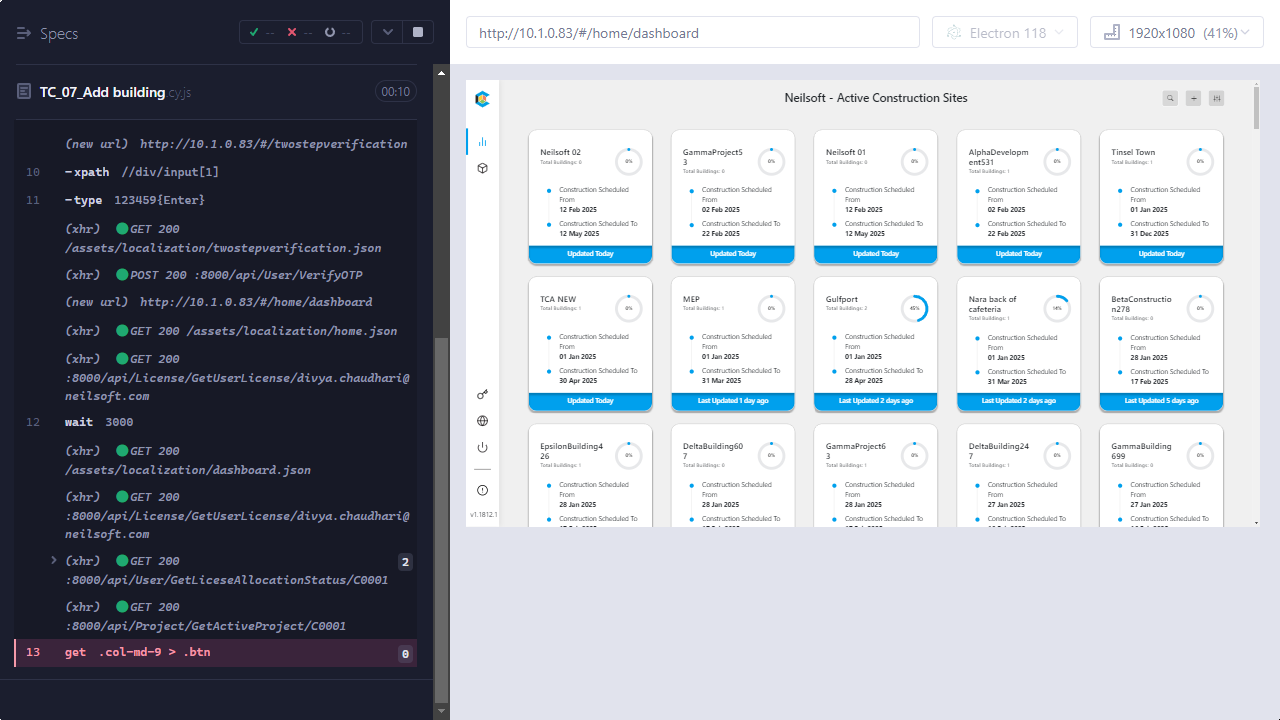 Specs
-- -- --
TC_07_Add building.cy.js
00:10
(new url) http://10.1.0.83/#/twostepverification
10 -xpath //div/input[1]
11 -type 123459{Enter}
(xhr) GET 200
/assets/localization/twostepverification.json
(xhr) POST 200 :8000/api/User/VerifyOTP
(new url) http://10.1.0.83/#/home/dashboard
(xhr) GET 200 /assets/localization/home.json
(xhr) GET 200
:8000/api/License/GetUserLicense/divya.chaudhari@
neilsoft.com
12 wait 3000
(xhr) GET 200
/assets/localization/dashboard.json
(xhr) GET 200
:8000/api/License/GetUserLicense/divya.chaudhari@
neilsoft.com
(xhr) GET 200 2
:8000/api/User/GetLiceseAllocationStatus/C0001
(xhr) GET 200
:8000/api/Project/GetActiveProject/C0001
13 get .col-md-9 > .btn 0
http://10.1.0.83/#/home/dashboard
Electron 118
1920x1080 (41%)
Neilsoft - Active Construction Sites
Neilsoft 02
Total Buildings: 0
0%
Construction Scheduled
From
12 Feb 2025
Construction Scheduled To
12 May 2025
Updated Today
GammaProject5
3
Total Buildings: 0
0%
Construction Scheduled
From
02 Feb 2025
Construction Scheduled To
22 Feb 2025
Updated Today
Neilsoft 01
Total Buildings: 0
0%
Construction Scheduled
From
12 Feb 2025
Construction Scheduled To
12 May 2025
Updated Today
AlphaDevelopm
ent531
Total Buildings: 1
0%
Construction Scheduled
From
02 Feb 2025
Construction Scheduled To
22 Feb 2025
Updated Today
Tinsel Town
Total Buildings: 1
0%
Construction Scheduled
From
01 Jan 2025
Construction Scheduled To
31 Dec 2025
Updated Today
TCA NEW
Total Buildings: 1
0%
Construction Scheduled
From
01 Jan 2025
Construction Scheduled To
30 Apr 2025
Updated Today
MEP
Total Buildings: 1
0%
Construction Scheduled
From
01 Jan 2025
Construction Scheduled To
31 Mar 2025
Last Updated 1 day ago
Gulfport
Total Buildings: 2
45%
Construction Scheduled
From
01 Jan 2025
Construction Scheduled To
28 Apr 2025
Last Updated 2 days ago
Nara back of
cafeteria
Total Buildings: 1
14%
Construction Scheduled
From
01 Jan 2025
Construction Scheduled To
31 Mar 2025
Last Updated 2 days ago
BetaConstructio
n278
Total Buildings: 0
0%
Construction Scheduled
From
28 Jan 2025
Construction Scheduled To
17 Feb 2025
Last Updated 5 days ago
EpsilonBuilding4
26
Total Buildings: 1
0%
Construction Scheduled
From
28 Jan 2025
Construction Scheduled To
DeltaBuilding60
7
Total Buildings: 0
0%
Construction Scheduled
From
28 Jan 2025
Construction Scheduled To
GammaProject6
3
Total Buildings: 1
0%
Construction Scheduled
From
28 Jan 2025
Construction Scheduled To
DeltaBuilding24
7
Total Buildings: 1
0%
Construction Scheduled
From
27 Jan 2025
Construction Scheduled To
GammaBuilding
699
Total Buildings: 0
0%
Construction Scheduled
From
27 Jan 2025
Construction Scheduled To
v1.1812.1